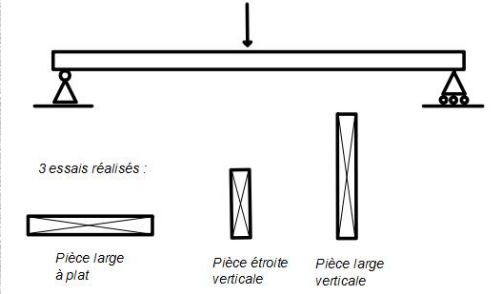 3 essais réalisés :
Pièce large
à plat
Pièce étroite
verticale
Pièce large
verticale